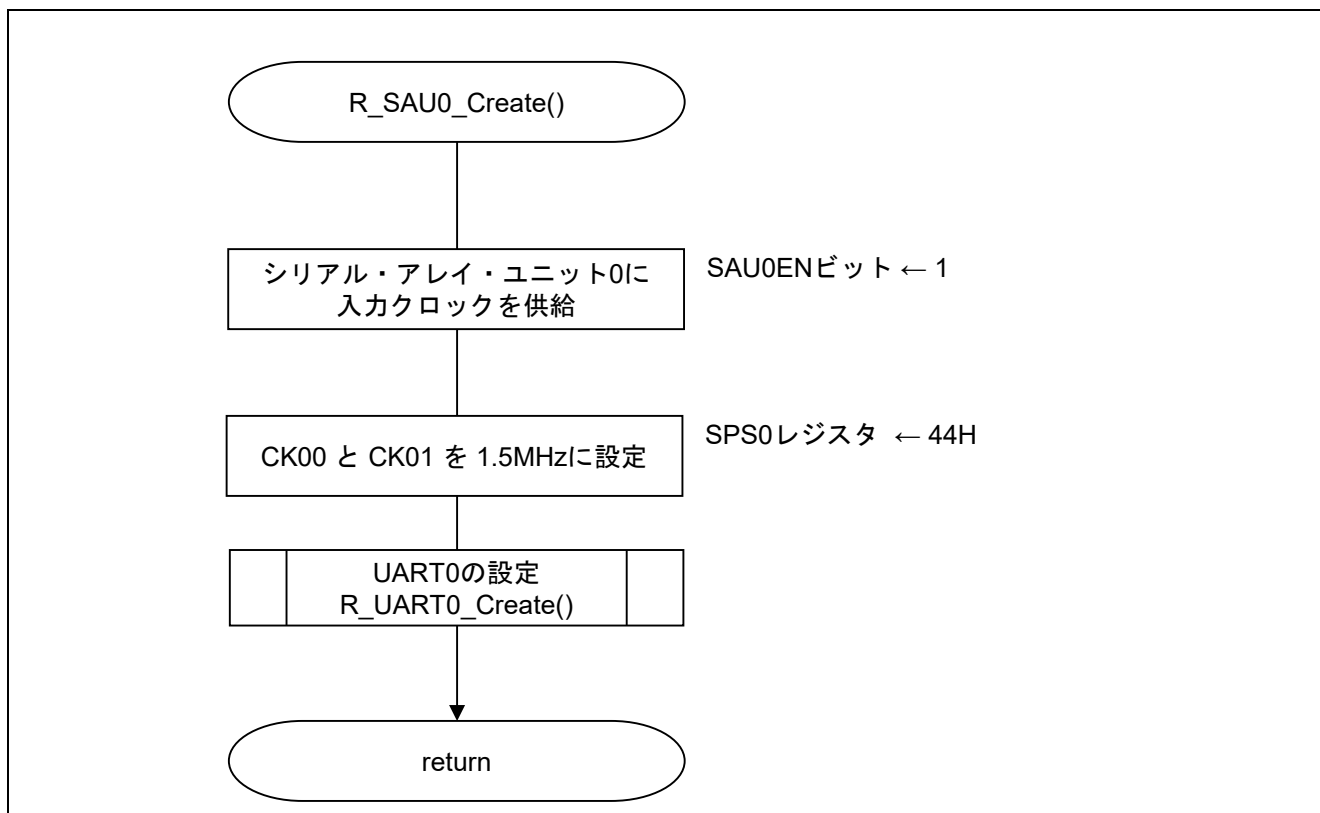 R_SAU0_Create()
シリアル・アレイ・ユニット0に
入力クロックを供給
SAU0ENビット ← 1
CK00 と CK01 を 1.5MHzに設定
SPS0レジスタ ← 44H
UART0の設定
R_UART0_Create()
return